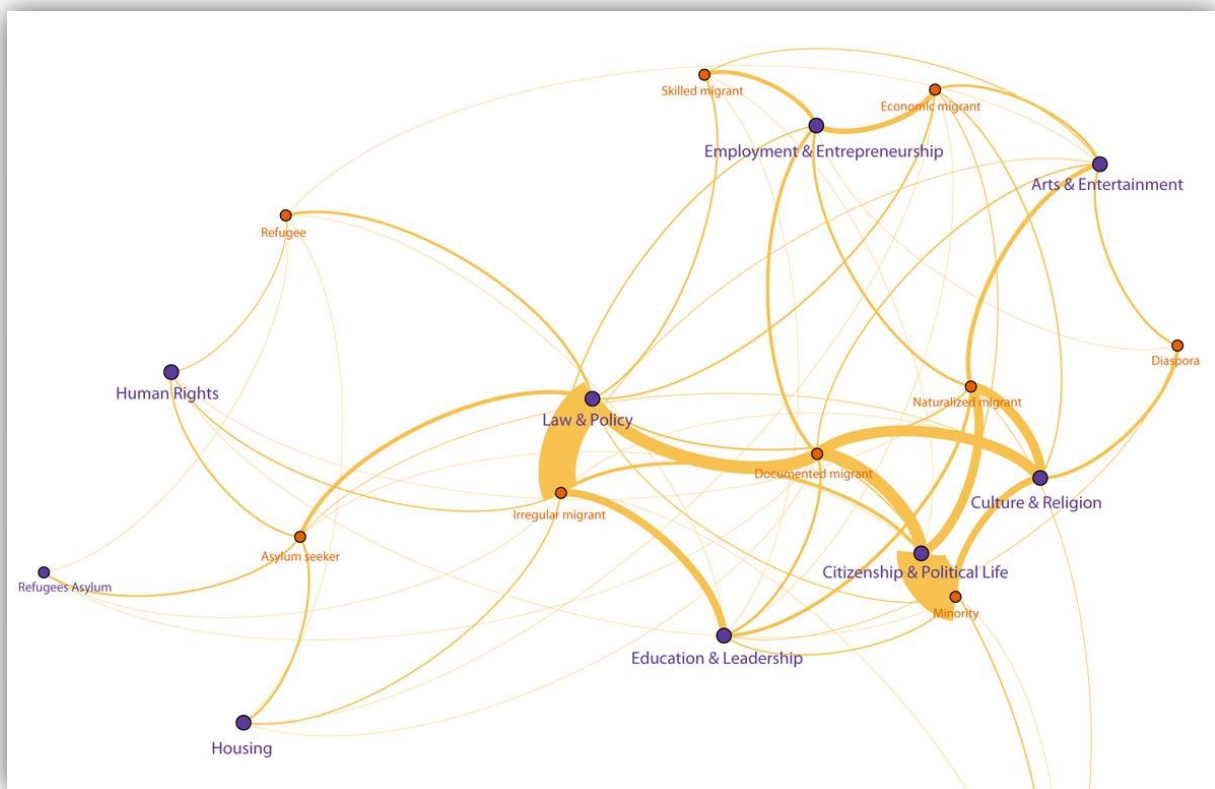 Skilled migrant
Economic migrant
Employment & Entrepreneurship
Arts & Entertainment
Refugee
Diaspora
Human Rights
Naturalized migrant
Law & Policy
Documented migrant
Culture & Religion
Irregular migrant
Asylum seeker
Citizenship & Political Life
Refugees Asylum
Minority
Education & Leadership
Housing